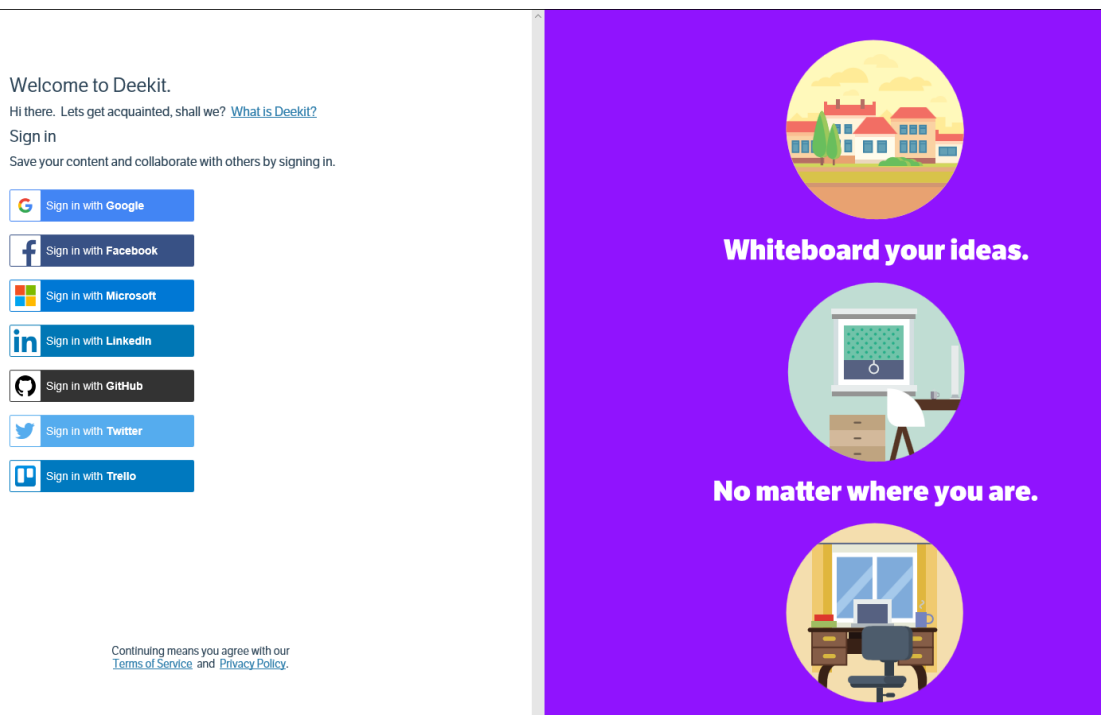 Welcome to Deekit.
Hi there. Lets get acquainted, shall we? What is Deekit?
Sign in
Save your content and collaborate with others by signing in.
Sign in with Google
Sign in with Facebook
Sign in with Microsoft
in Sign in with LinkedIn
Sign in with GitHub
Sign in with Twitter
Sign in with Trello
Continuing means you agree with our
Terms of Service and Privacy Policy.
Whiteboard your ideas.
No matter where you are.